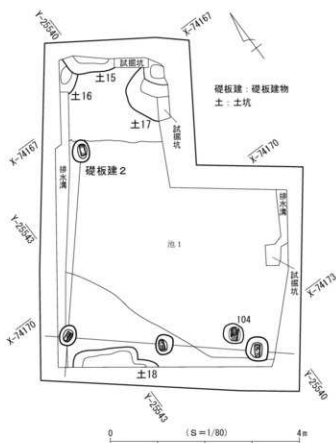 Y-25540
X-74167
試掘坑
土15
土16
土17
礎板建：礎板建物
土：土坑
試掘坑
X-74167
排水溝
礎板建2
X-74170
排水溝
Y-25543
池1
試掘坑
X-74173
X-74170
104
土18
Y-25543
Y-25540
0
(S=1/80)
4m